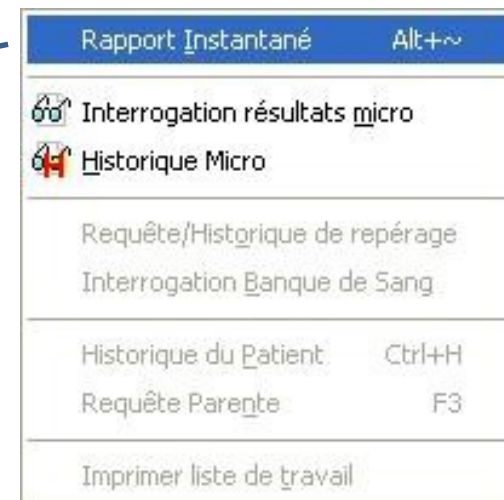 Rapport Instantané Alt+~
Interrogation résultats micro
Historique Micro
Requête/Historique de repérage
Interrogation Banque de Sang
Historique du Patient Ctrl+H
Requête Parente F3
Imprimer liste de travail